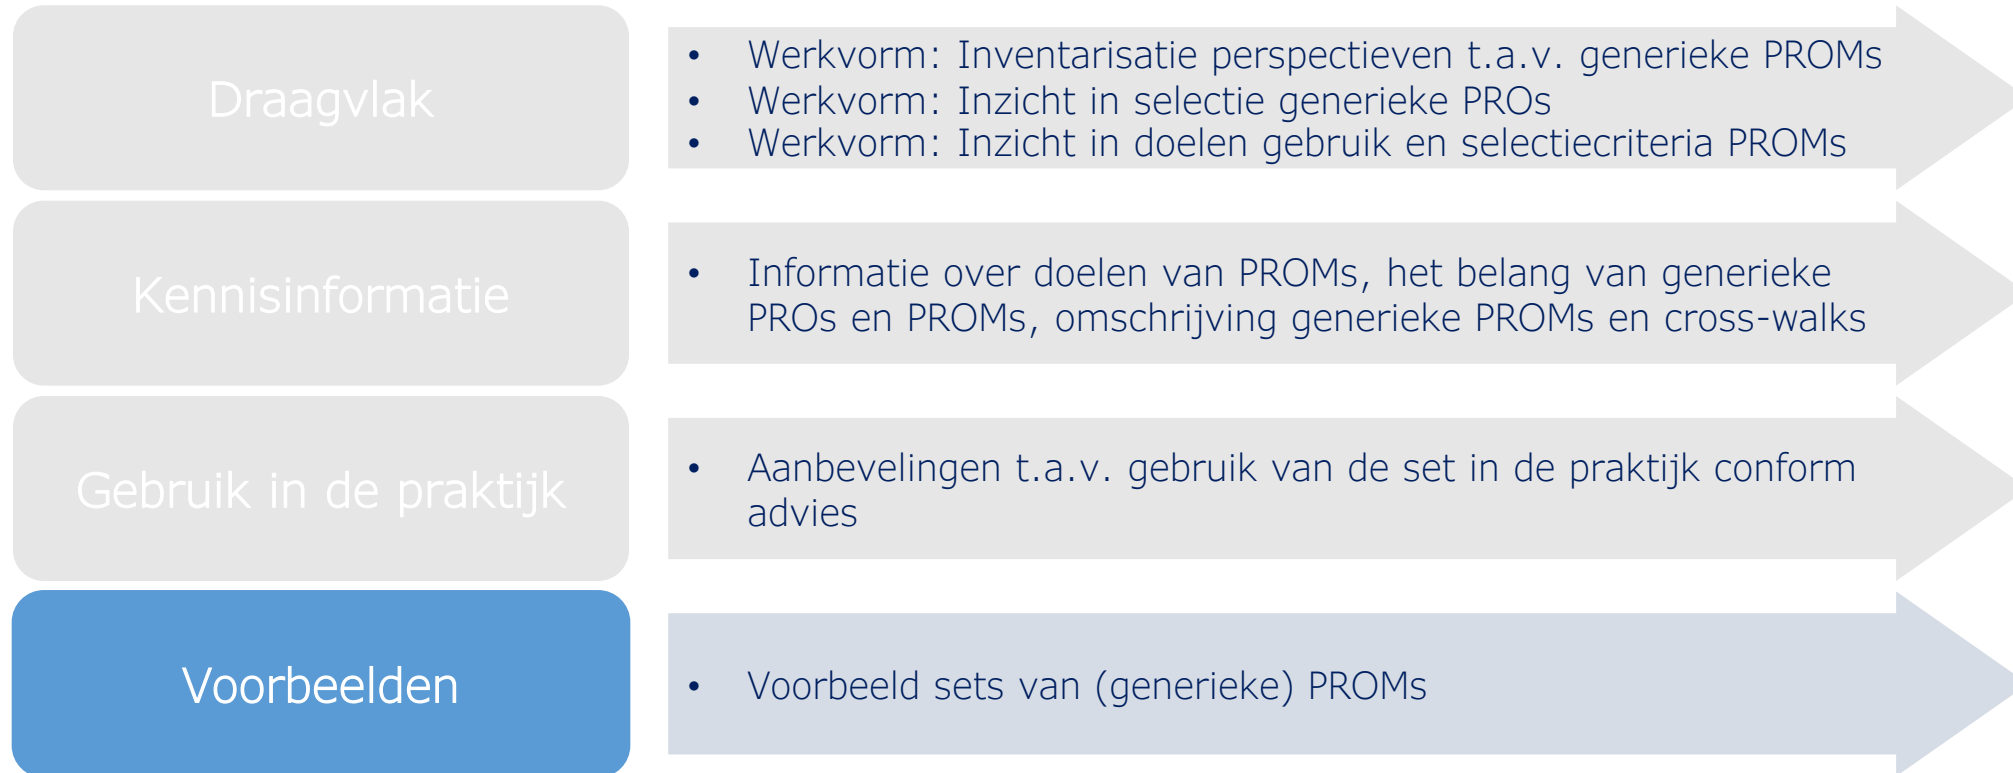 Draagvlak
• Werkvorm: Inventarisatie perspectieven t.a.v. generieke PROMs
• Werkvorm: Inzicht in selectie generieke PROs
• Werkvorm: Inzicht in doelen gebruik en selectiecriteria PROMs
Kennisinformatie
• Informatie over doelen van PROMs, het belang van generieke
PROs en PROMs, omschrijving generieke PROMs en cross-walks
Gebruik in de praktijk
• Aanbevelingen t.a.v. gebruik van de set in de praktijk conform
advies
Voorbeelden
• Voorbeeld sets van (generieke) PROMs